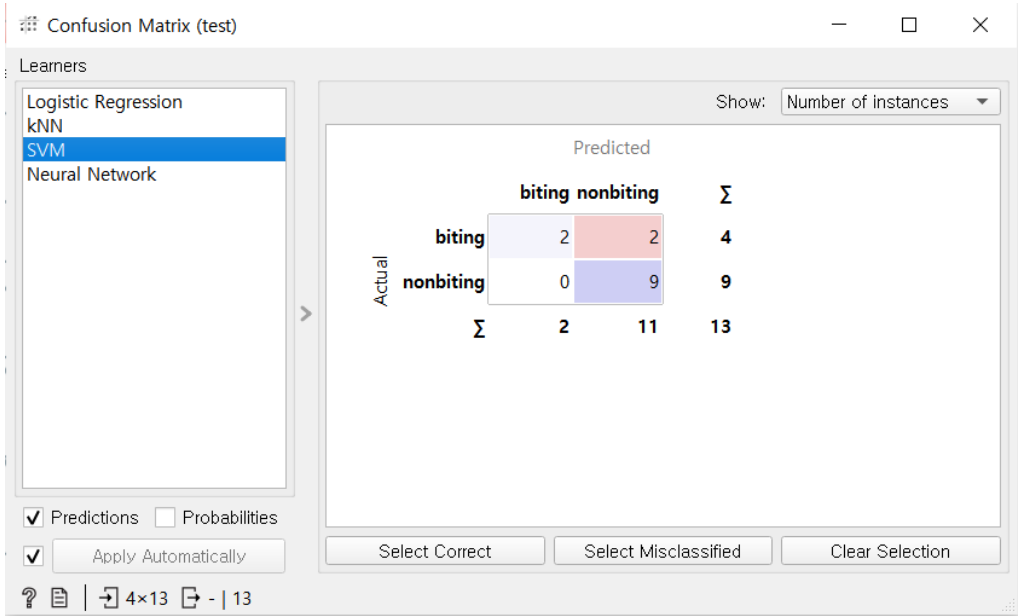 Confusion Matrix (test)
Learners
Logistic Regression
kNN
SVM
Neural Network
Show: Number of instances
Predicted
biting nonbiting ∑
Actual
biting 2 2 4
nonbiting 0 9 9
∑ 2 11 13
Predictions Probabilities
Apply Automatically
Select Correct Select Misclassified Clear Selection
? 4×13 - | 13